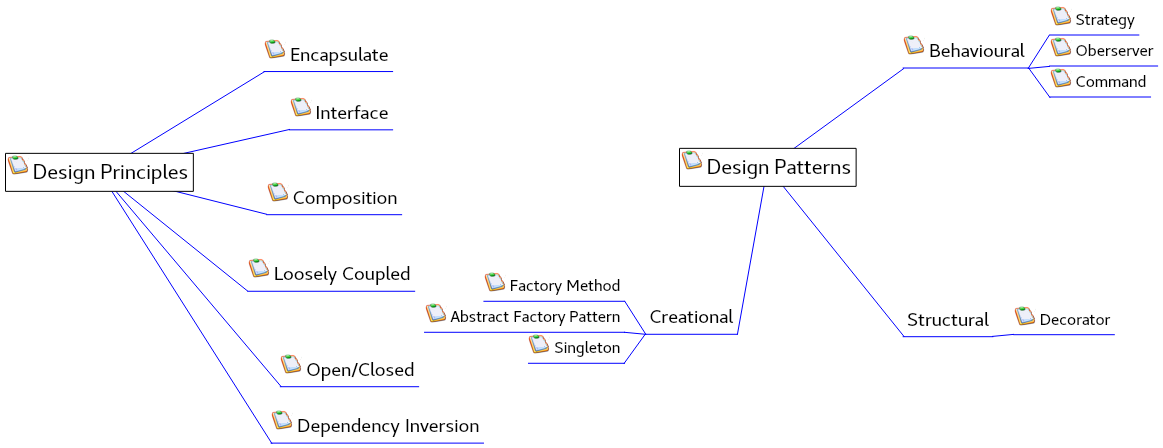 Design Principles
Encapsulate
Interface
Composition
Loosely Coupled
Open/Closed
Dependency Inversion
Design Patterns
Behavioural
Strategy
Oberserver
Command
Creational
Factory Method
Abstract Factory Pattern
Singleton
Structural
Decorator